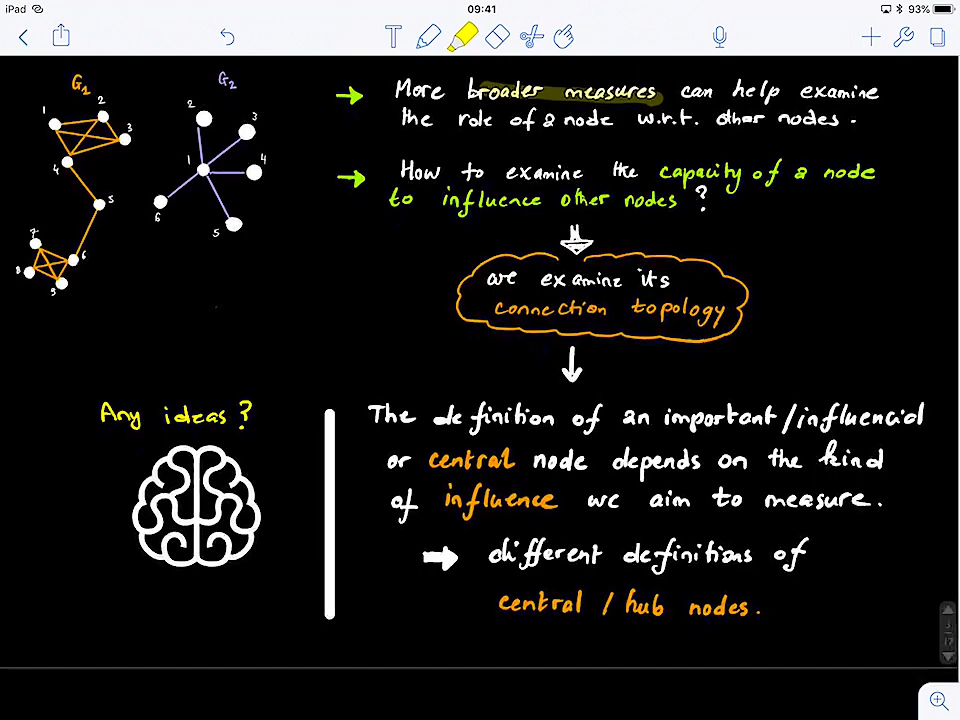 iPad
09:41
93%
T
G1
1
2
3
4
5
6
7
8
9
G2
1
2
3
4
5
6
→ More broader measures can help examine
the role of a node w.r.t. other nodes.
→ How to examine the capacity of a node
to influence other nodes ?
we examine its
connection topology
Any ideas ?
The definition of an important/influencial
or central node depends on the kind
of influence we aim to measure.
→ different definitions of
central / hub nodes.
3
17